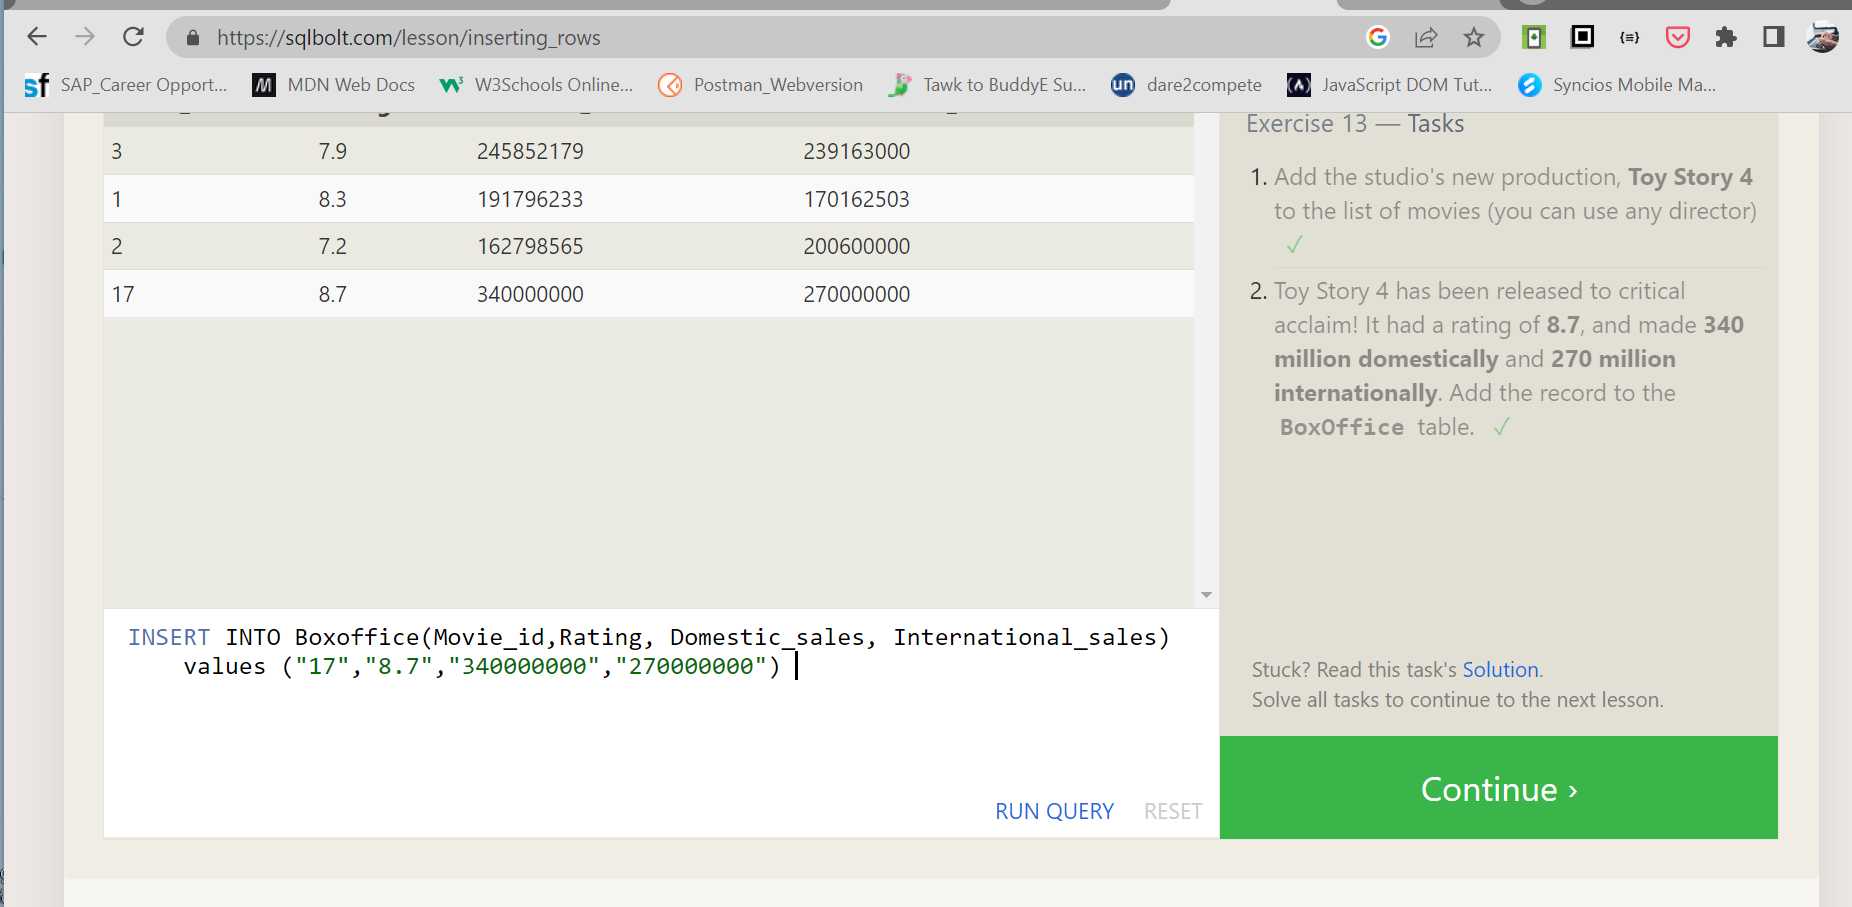 https://sqlbolt.com/lesson/inserting_rows
SAP_Career Opport... MDN Web Docs W3Schools Online... Postman_Webversion Tawk to BuddyE Su... dare2compete JavaScript DOM Tut... Syncios Mobile Ma...
3 7.9 245852179 239163000
1 8.3 191796233 170162503
2 7.2 162798565 200600000
17 8.7 340000000 270000000
INSERT INTO Boxoffice(Movie_id,Rating, Domestic_sales, International_sales)
values ("17","8.7","340000000","270000000")
RUN QUERY RESET
Exercise 13 — Tasks
1. Add the studio's new production, Toy Story 4
to the list of movies (you can use any director)
✓
2. Toy Story 4 has been released to critical
acclaim! It had a rating of 8.7, and made 340
million domestically and 270 million
internationally. Add the record to the
BoxOffice table. ✓
Stuck? Read this task's Solution.
Solve all tasks to continue to the next lesson.
Continue ›